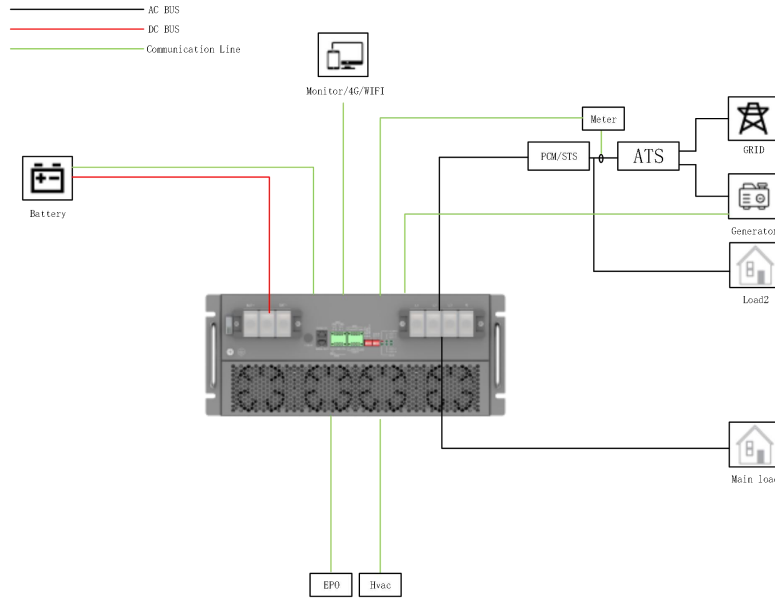 AC BUS
DC BUS
Communication Line
Monitor/4G/WIFI
Meter
PCM/STS
ATS
GRID
Battery
Generator
Load2
Main load
EPO
Hvac